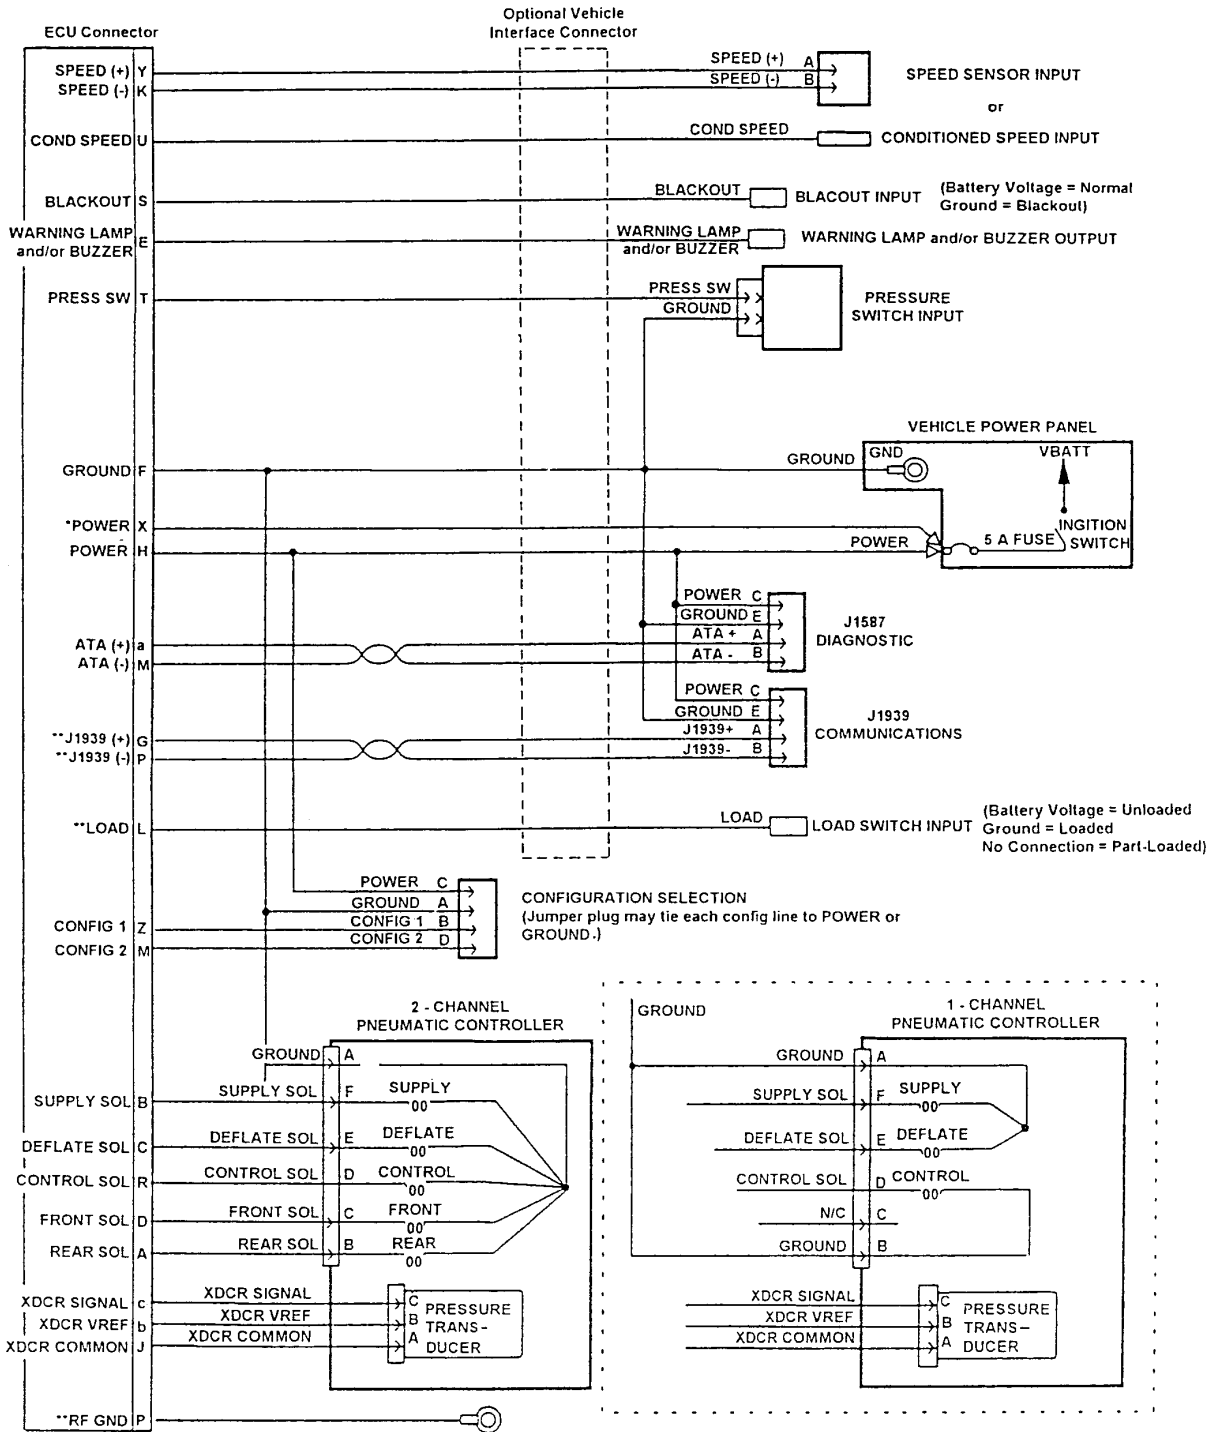 Optional Vehicle
Interface Connector
ECU Connector
SPEED (+) Y
SPEED (-) K
SPEED (+) A
SPEED (-) B
SPEED SENSOR INPUT
or
COND SPEED U
COND SPEED
CONDITIONED SPEED INPUT
BLACKOUT S
BLACKOUT
BLACOUT INPUT
(Battery Voltage = Normal
Ground = Blackout)
WARNING LAMP
and/or BUZZER
E
WARNING LAMP
and/or BUZZER
WARNING LAMP and/or BUZZER OUTPUT
PRESS SW T
PRESS SW
GROUND
PRESSURE
SWITCH INPUT
VEHICLE POWER PANEL
GROUND F
GROUND
GND
VBATT
*POWER X
POWER H
POWER
5 A FUSE
INGITION
SWITCH
ATA (+) a
ATA (-) M
POWER C
GROUND E
ATA + A
ATA - B
J1587
DIAGNOSTIC
**J1939 (+) G
**J1939 (-) P
POWER C
GROUND E
J1939+ A
J1939- B
J1939
COMMUNICATIONS
**LOAD L
LOAD
LOAD SWITCH INPUT
(Battery Voltage = Unloaded
Ground = Loaded
No Connection = Part-Loaded)
CONFIG 1 Z
CONFIG 2 M
POWER C
GROUND A
CONFIG 1 B
CONFIG 2 D
CONFIGURATION SELECTION
(Jumper plug may tie each config line to POWER or
GROUND.)
2 - CHANNEL
PNEUMATIC CONTROLLER
GROUND A
SUPPLY SOL B
SUPPLY SOL F SUPPLY
DEFLATE SOL C
DEFLATE SOL E DEFLATE
CONTROL SOL R
CONTROL SOL D CONTROL
FRONT SOL D
FRONT SOL C FRONT
REAR SOL A
REAR SOL B REAR
XDCR SIGNAL c
XDCR VREF b
XDCR COMMON J
XDCR SIGNAL C
XDCR VREF B
XDCR COMMON A
PRESSURE
TRANS-
DUCER
GROUND
1 - CHANNEL
PNEUMATIC CONTROLLER
GROUND A
SUPPLY SOL F SUPPLY
DEFLATE SOL E DEFLATE
CONTROL SOL D CONTROL
N/C C
GROUND B
XDCR SIGNAL C
XDCR VREF B
XDCR COMMON A
PRESSURE
TRANS-
DUCER
**RF GND P